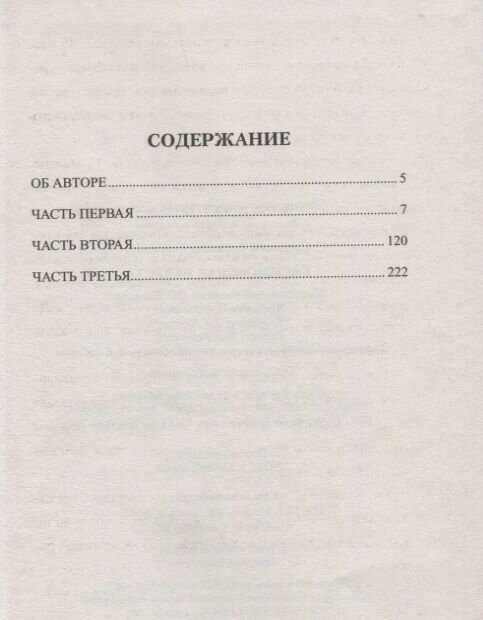 СОДЕРЖАНИЕ
ОБ АВТОРЕ 5
ЧАСТЬ ПЕРВАЯ 7
ЧАСТЬ ВТОРАЯ 120
ЧАСТЬ ТРЕТЬЯ 222